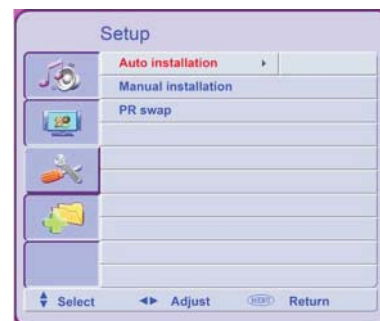 Setup
Auto installation
Manual installation
PR swap
Select Adjust Return